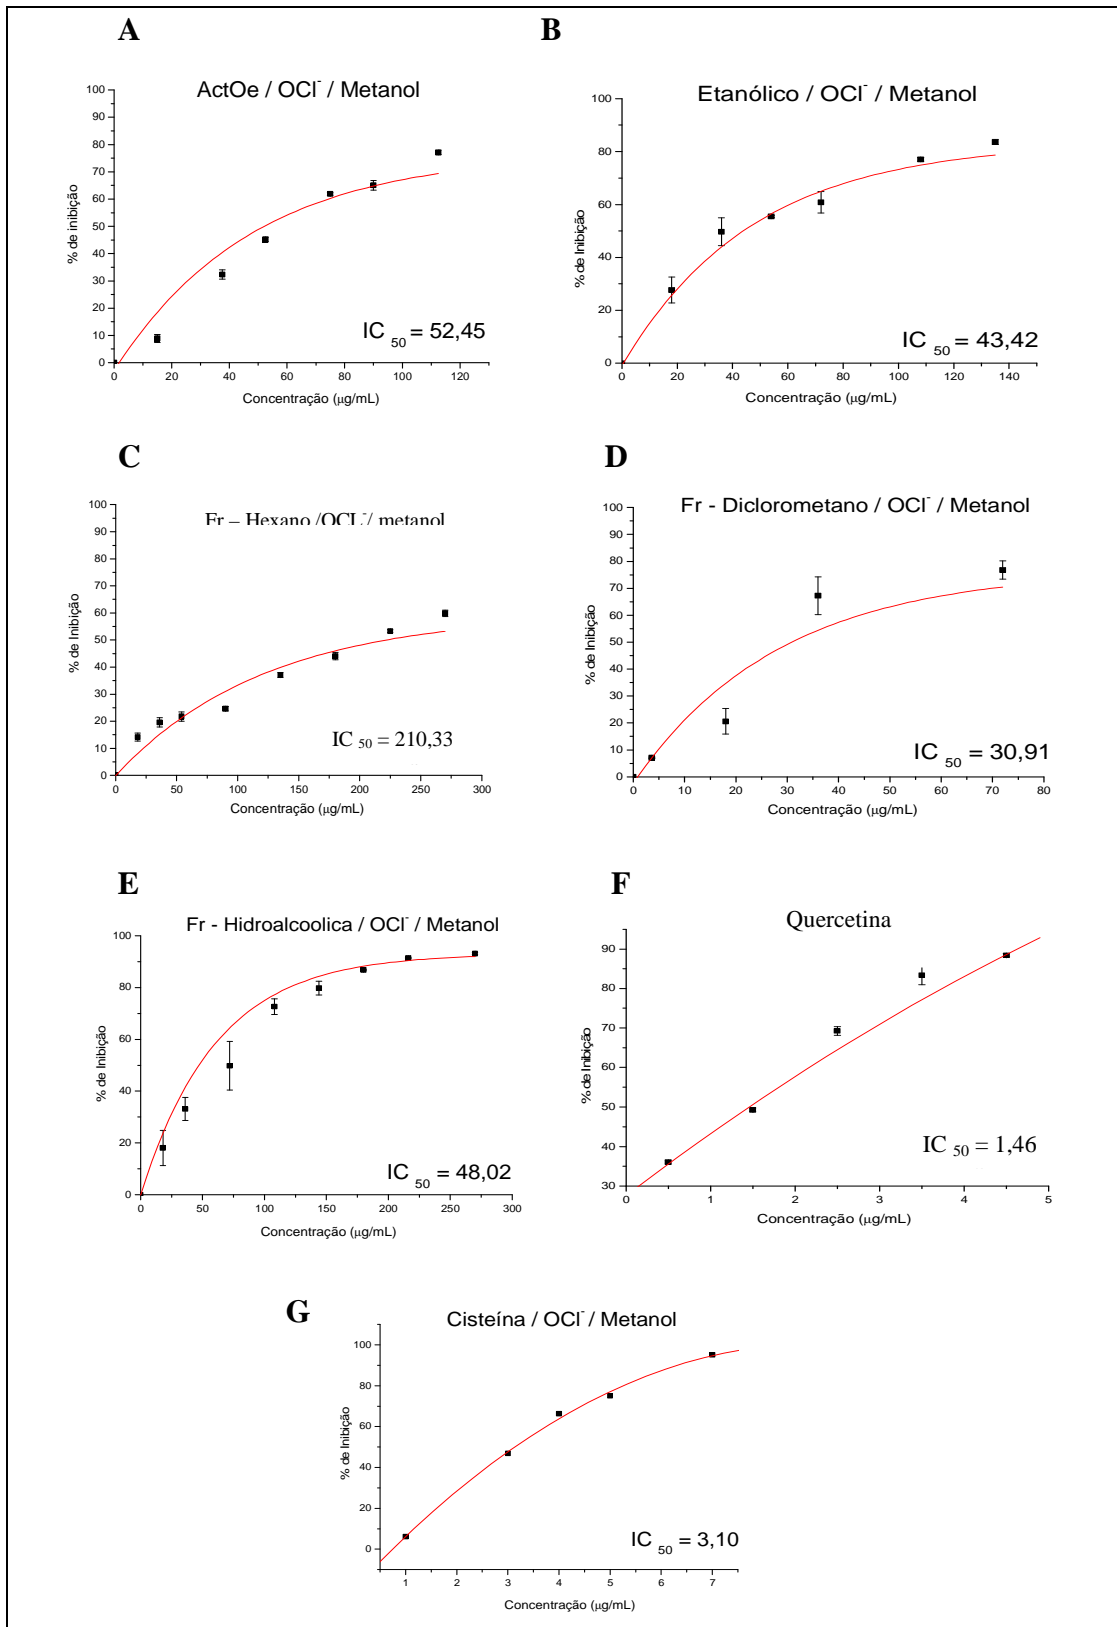 A
ActOe / OCl⁻ / Metanol
% de inibição
100
90
80
70
60
50
40
30
20
10
0
0 20 40 60 80 100 120
IC 50 = 52,45
Concentração (µg/mL)
B
Etanólico / OCl⁻ / Metanol
% de Inibição
100
80
60
40
20
0
0 20 40 60 80 100 120 140
IC 50 = 43,42
Concentração (µg/mL)
C
Fr – Hexano /OCL⁻/ metanol
% de Inibição
100
90
80
70
60
50
40
30
20
10
0
0 50 100 150 200 250 300
IC 50 = 210,33
Concentração (µg/mL)
D
Fr - Diclorometano / OCl⁻ / Metanol
% de Inibição
100
90
80
70
60
50
40
30
20
10
0
0 10 20 30 40 50 60 70 80
IC 50 = 30,91
Concentração (µg/mL)
E
Fr - Hidroalcoolica / OCl⁻ / Metanol
% de Inibição
100
80
60
40
20
0
0 50 100 150 200 250 300
IC 50 = 48,02
Concentração (µg/mL)
F
Quercetina
% de Inibição
90
80
70
60
50
40
30
0 1 2 3 4 5
IC 50 = 1,46
Concentração (µg/mL)
G
Cisteína / OCl⁻ / Metanol
% de Inibição
100
80
60
40
20
0
1 2 3 4 5 6 7
IC 50 = 3,10
Concentração (µg/mL)